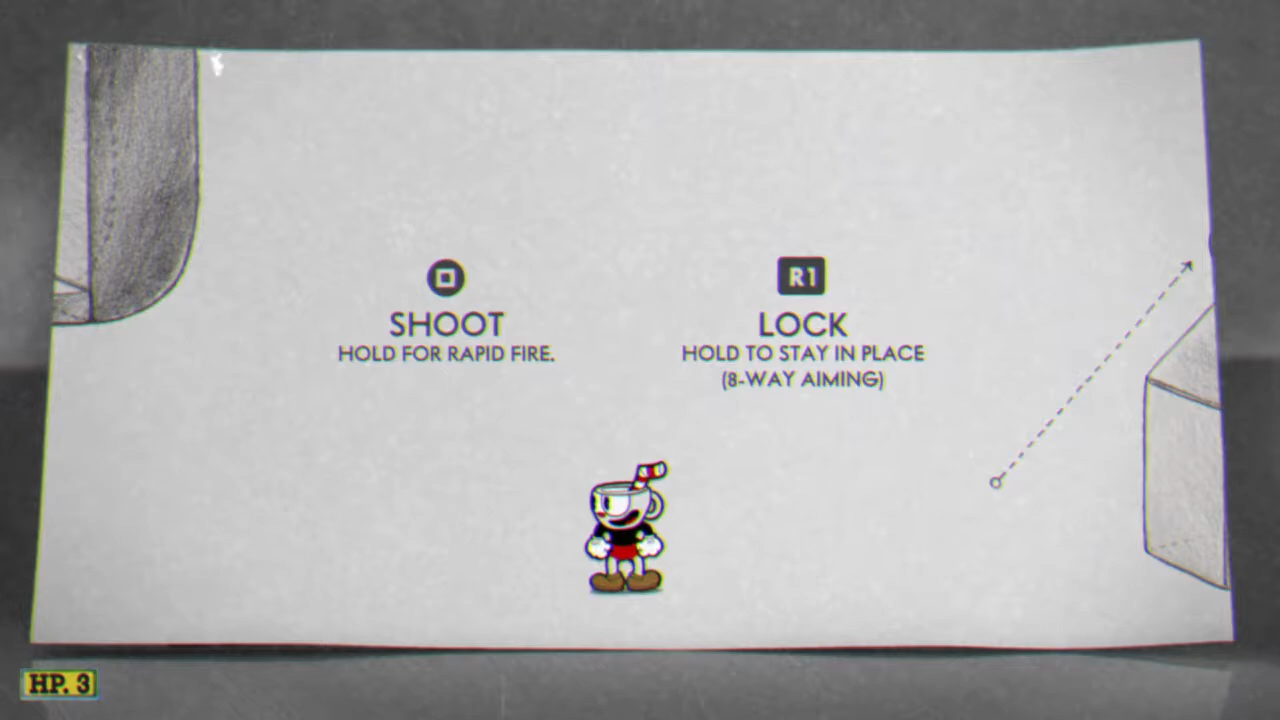 R1
SHOOT
LOCK
HOLD FOR RAPID FIRE.
HOLD TO STAY IN PLACE
(8-WAY AIMING)
HP. 3